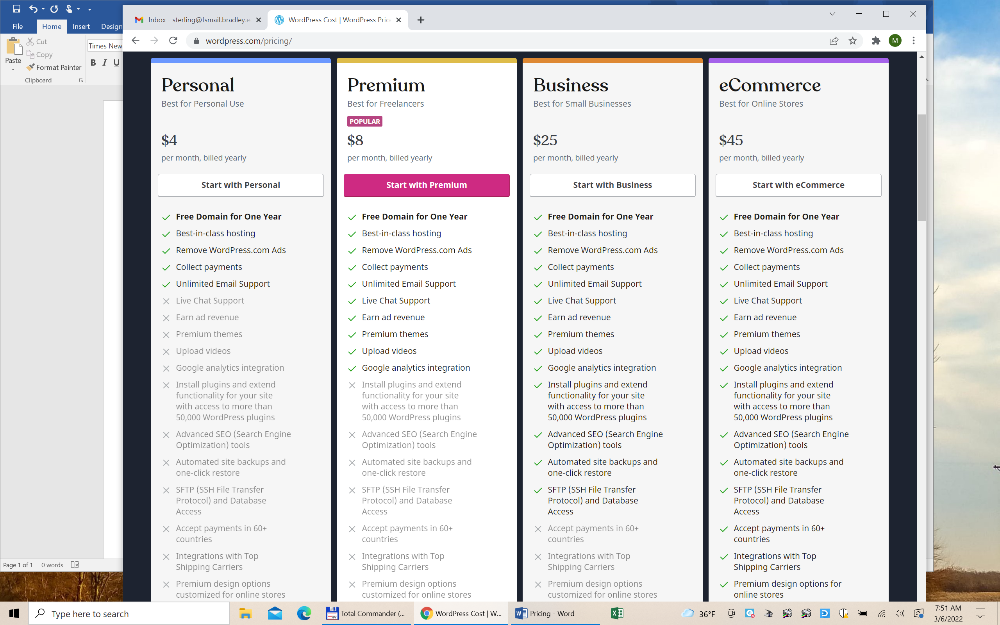 File
Home
Insert
Design
Cut
Copy
Paste
Format Painter
Clipboard
Times New
B I U
Page 1 of 1 0 words
Inbox - sterling@fsmail.bradley.e
WordPress Cost | WordPress Price
wordpress.com/pricing/
M
Personal
Best for Personal Use
$4
per month, billed yearly
Start with Personal
Free Domain for One Year
Best-in-class hosting
Remove WordPress.com Ads
Collect payments
Unlimited Email Support
Live Chat Support
Earn ad revenue
Premium themes
Upload videos
Google analytics integration
Install plugins and extend
functionality for your site
with access to more than
50,000 WordPress plugins
Advanced SEO (Search Engine
Optimization) tools
Automated site backups and
one-click restore
SFTP (SSH File Transfer
Protocol) and Database
Access
Accept payments in 60+
countries
Integrations with Top
Shipping Carriers
Premium design options
customized for online stores
Premium
Best for Freelancers
POPULAR
$8
per month, billed yearly
Start with Premium
Free Domain for One Year
Best-in-class hosting
Remove WordPress.com Ads
Collect payments
Unlimited Email Support
Live Chat Support
Earn ad revenue
Premium themes
Upload videos
Google analytics integration
Install plugins and extend
functionality for your site
with access to more than
50,000 WordPress plugins
Advanced SEO (Search Engine
Optimization) tools
Automated site backups and
one-click restore
SFTP (SSH File Transfer
Protocol) and Database
Access
Accept payments in 60+
countries
Integrations with Top
Shipping Carriers
Premium design options
customized for online stores
Business
Best for Small Businesses
$25
per month, billed yearly
Start with Business
Free Domain for One Year
Best-in-class hosting
Remove WordPress.com Ads
Collect payments
Unlimited Email Support
Live Chat Support
Earn ad revenue
Premium themes
Upload videos
Google analytics integration
Install plugins and extend
functionality for your site
with access to more than
50,000 WordPress plugins
Advanced SEO (Search Engine
Optimization) tools
Automated site backups and
one-click restore
SFTP (SSH File Transfer
Protocol) and Database
Access
Accept payments in 60+
countries
Integrations with Top
Shipping Carriers
Premium design options
customized for online stores
eCommerce
Best for Online Stores
$45
per month, billed yearly
Start with eCommerce
Free Domain for One Year
Best-in-class hosting
Remove WordPress.com Ads
Collect payments
Unlimited Email Support
Live Chat Support
Earn ad revenue
Premium themes
Upload videos
Google analytics integration
Install plugins and extend
functionality for your site
with access to more than
50,000 WordPress plugins
Advanced SEO (Search Engine
Optimization) tools
Automated site backups and
one-click restore
SFTP (SSH File Transfer
Protocol) and Database
Access
Accept payments in 60+
countries
Integrations with Top
Shipping Carriers
Premium design options for
online stores
Type here to search
Total Commander (...
WordPress Cost | W...
Pricing - Word
36°F
7:51 AM
3/6/2022